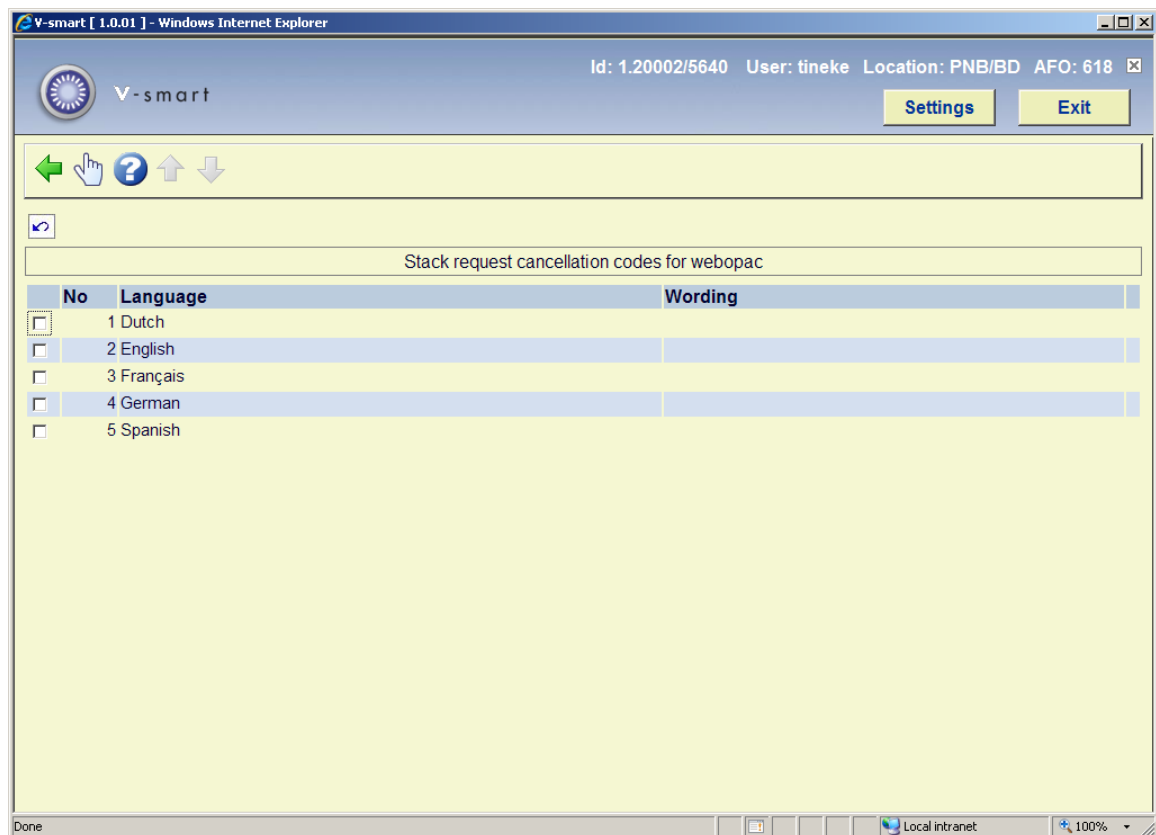 V-smart [ 1.0.01 ] - Windows Internet Explorer
Id: 1.20002/5640 User: tineke Location: PNB/BD AFO: 618
V-smart
Settings Exit
Stack request cancellation codes for webopac
No Language Wording
1 Dutch
2 English
3 Français
4 German
5 Spanish
Done Local intranet 100%